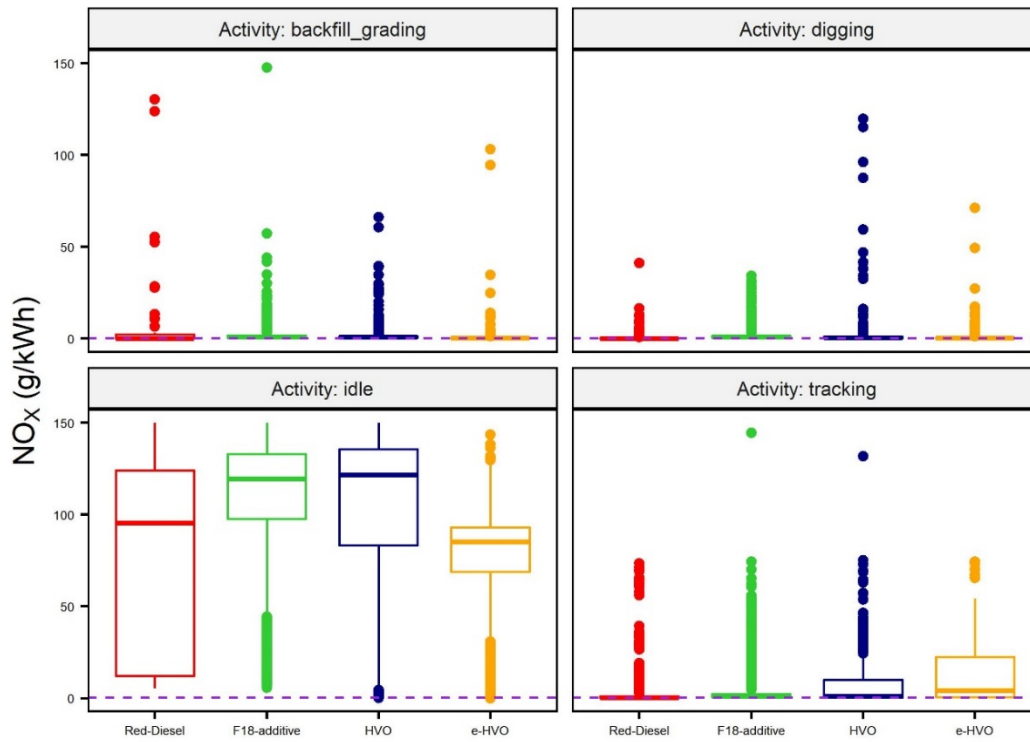 Activity: backfill_grading
Activity: digging
150
100
50
0
Activity: idle
Activity: tracking
150
100
50
0
NOX (g/kWh)
Red-Diesel
F18-additive
HVO
e-HVO
Red-Diesel
F18-additive
HVO
e-HVO